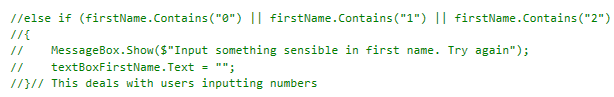 //else if (firstName.Contains("0") || firstName.Contains("1") || firstName.Contains("2")
//{
//    MessageBox.Show($"Input something sensible in first name. Try again");
//    textBoxFirstName.Text = "";
//}// This deals with users inputting numbers